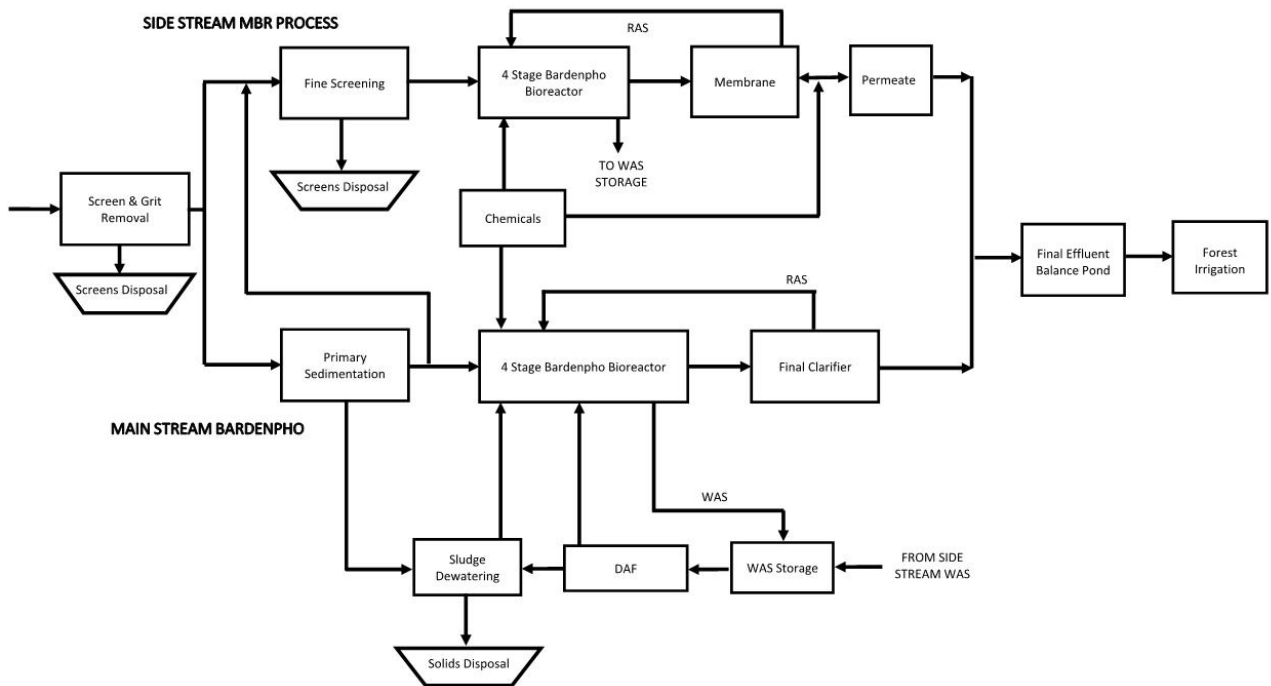 SIDE STREAM MBR PROCESS
RAS
Fine Screening
4 Stage Bardenpho
Bioreactor
Membrane
Permeate
TO WAS
STORAGE
Screens Disposal
Screen & Grit
Removal
Chemicals
Screens Disposal
Final Effluent
Balance Pond
Forest
Irrigation
RAS
Primary
Sedimentation
4 Stage Bardenpho Bioreactor
Final Clarifier
MAIN STREAM BARDENPHO
WAS
Sludge
Dewatering
DAF
WAS Storage
FROM SIDE
STREAM WAS
Solids Disposal